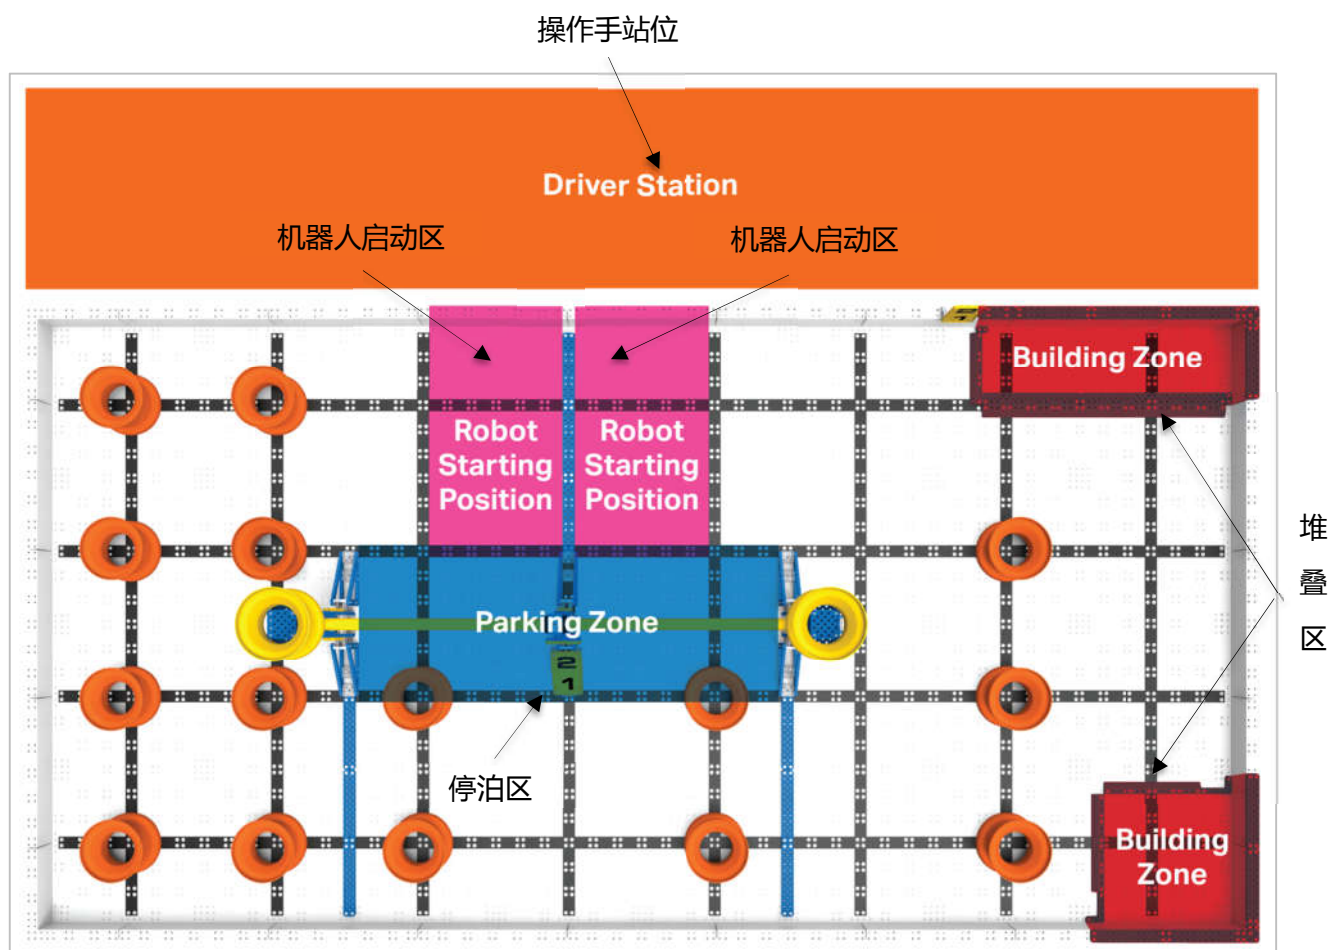 操作手站位
Driver Station
机器人启动区
机器人启动区
Building Zone
Robot
Starting
Position
Robot
Starting
Position
堆
叠
区
Parking Zone
2
1
停泊区
Building
Zone